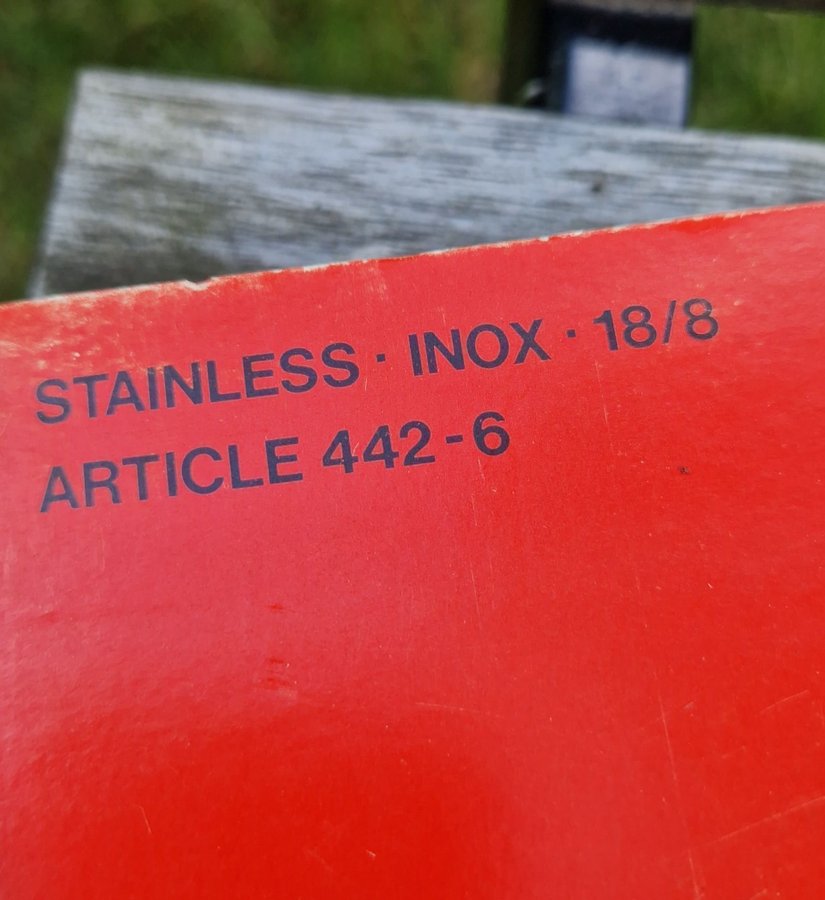 STAINLESS · INOX · 18/8
ARTICLE 442-6